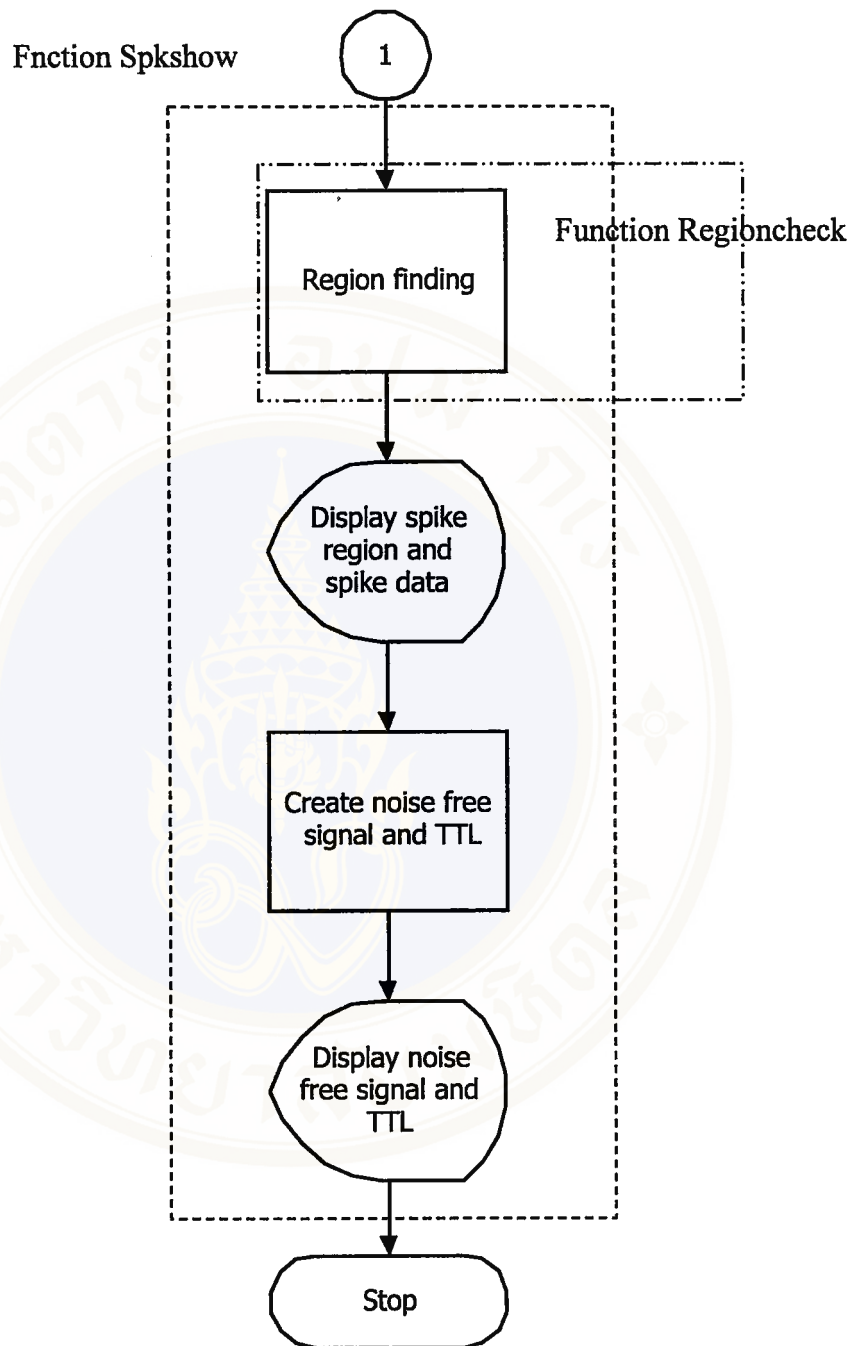 Fnction Spkshow
1
Function Regioncheck
Region finding
Display spike
region and
spike data
Create noise free
signal and TTL
Display noise
free signal and
TTL
Stop